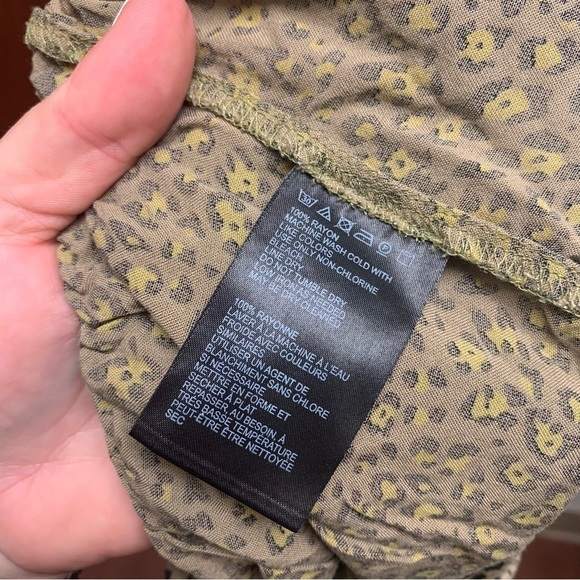 30
100% RAYON
MACHINE WASH COLD WITH
LIKE COLORS
USE ONLY NON-CHLORINE
BLEACH
LINE DRY
DO NOT TUMBLE DRY
LOW IRON AS NEEDED
MAY BE DRYCLEANED
100% RAYONNE
LAVER À LA MACHINE À L'EAU
FROIDE AVEC COULEURS
SIMILAIRES
UTILISER UN AGENT DE
BLANCHIMENT SANS CHLORE
SI NÉCESSAIRE
METTRE EN FORME ET
SÉCHER À PLAT
REPASSER, AU BESOIN, À
TRÈS BASSE TEMPÉRATURE
PEUT-ÊTRE ÊTRE NETTOYÉE
SEC